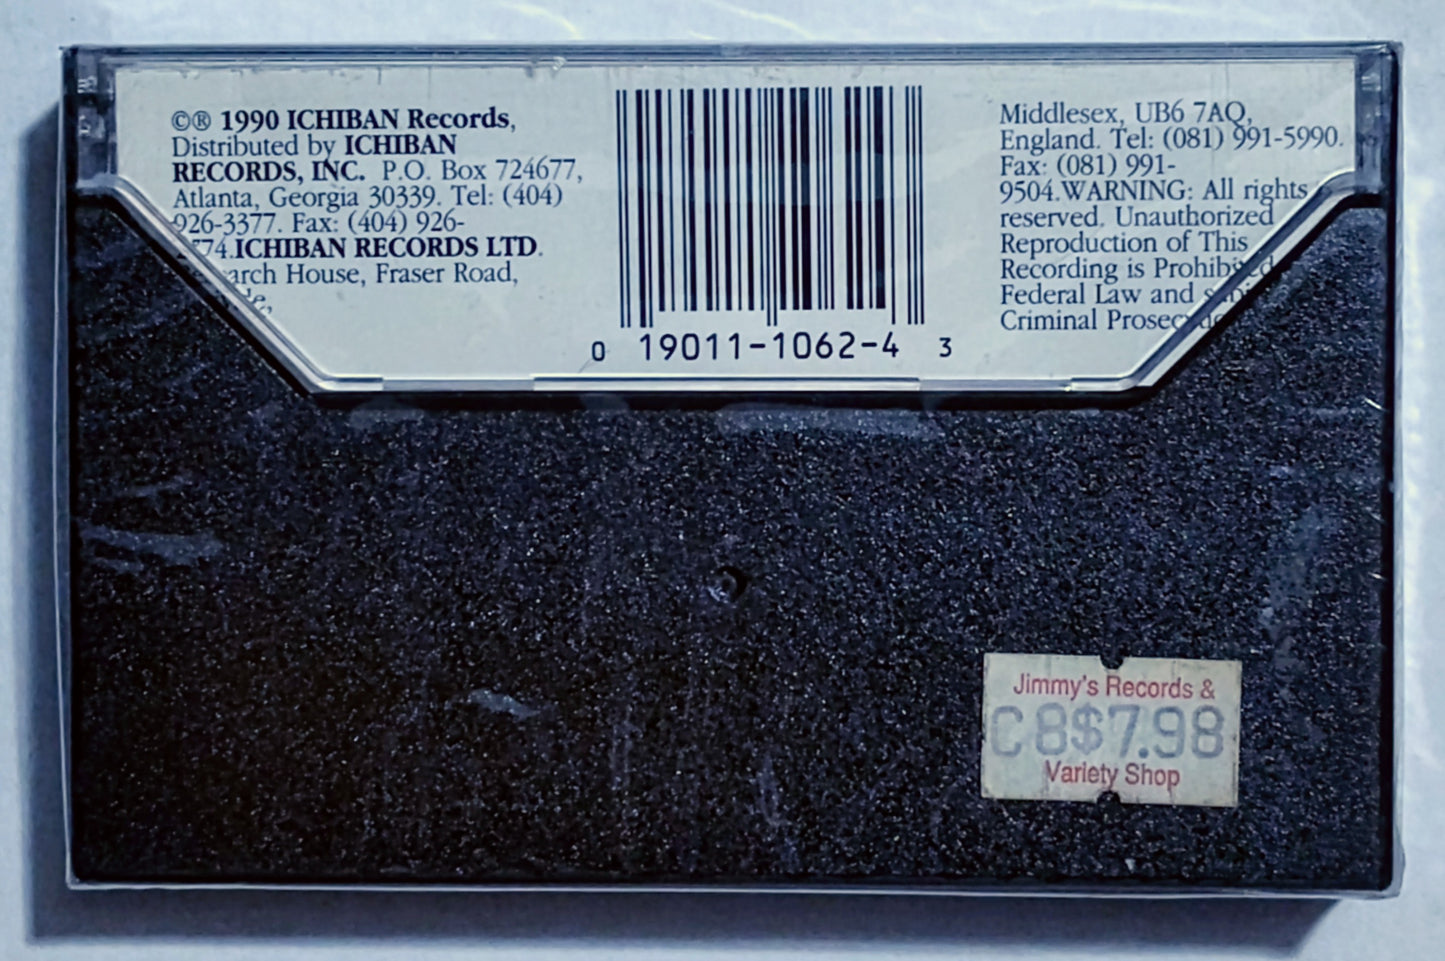 ©® 1990 ICHIBAN Records,
Distributed by ICHIBAN
RECORDS, INC. P.O. Box 724677,
Atlanta, Georgia 30339. Tel: (404)
926-3377. Fax: (404) 926-
ICHIBAN RECORDS LTD.
House, Fraser Road,
0 19011-1062-4 3
Middlesex, UB6 7AQ,
England. Tel: (081) 991-5990.
Fax: (081) 991-
9504.WARNING: All rights
reserved. Unauthorized
Reproduction of This
Recording is Prohibited
Federal Law and
Criminal
Jimmy's Records &
C8$7.98
Variety Shop